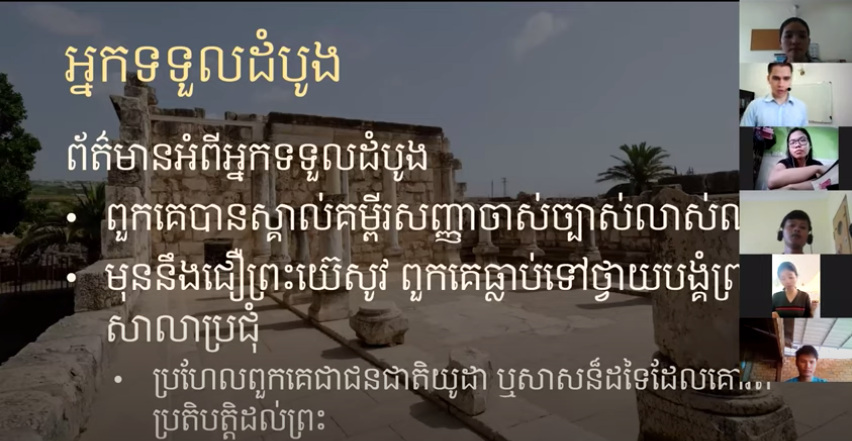 អ្នកទទួលដំបូង
ព័ត៌មានអំពីអ្នកទទួលដំបូង
• ពួកគេបានស្គាល់គម្ពីរសញ្ញាចាស់ច្បាស់លាស់
• មុននឹងជឿព្រះយ៊េស៊ូវ ពួកគេធ្លាប់ទៅថ្វាយបង្គំ
សាលាប្រជុំ
• ប្រហែលពួកគេជាជនជាតិយូដា ឬសាសន៍ដទៃដែល
ប្រតិបត្តិដល់ព្រះ